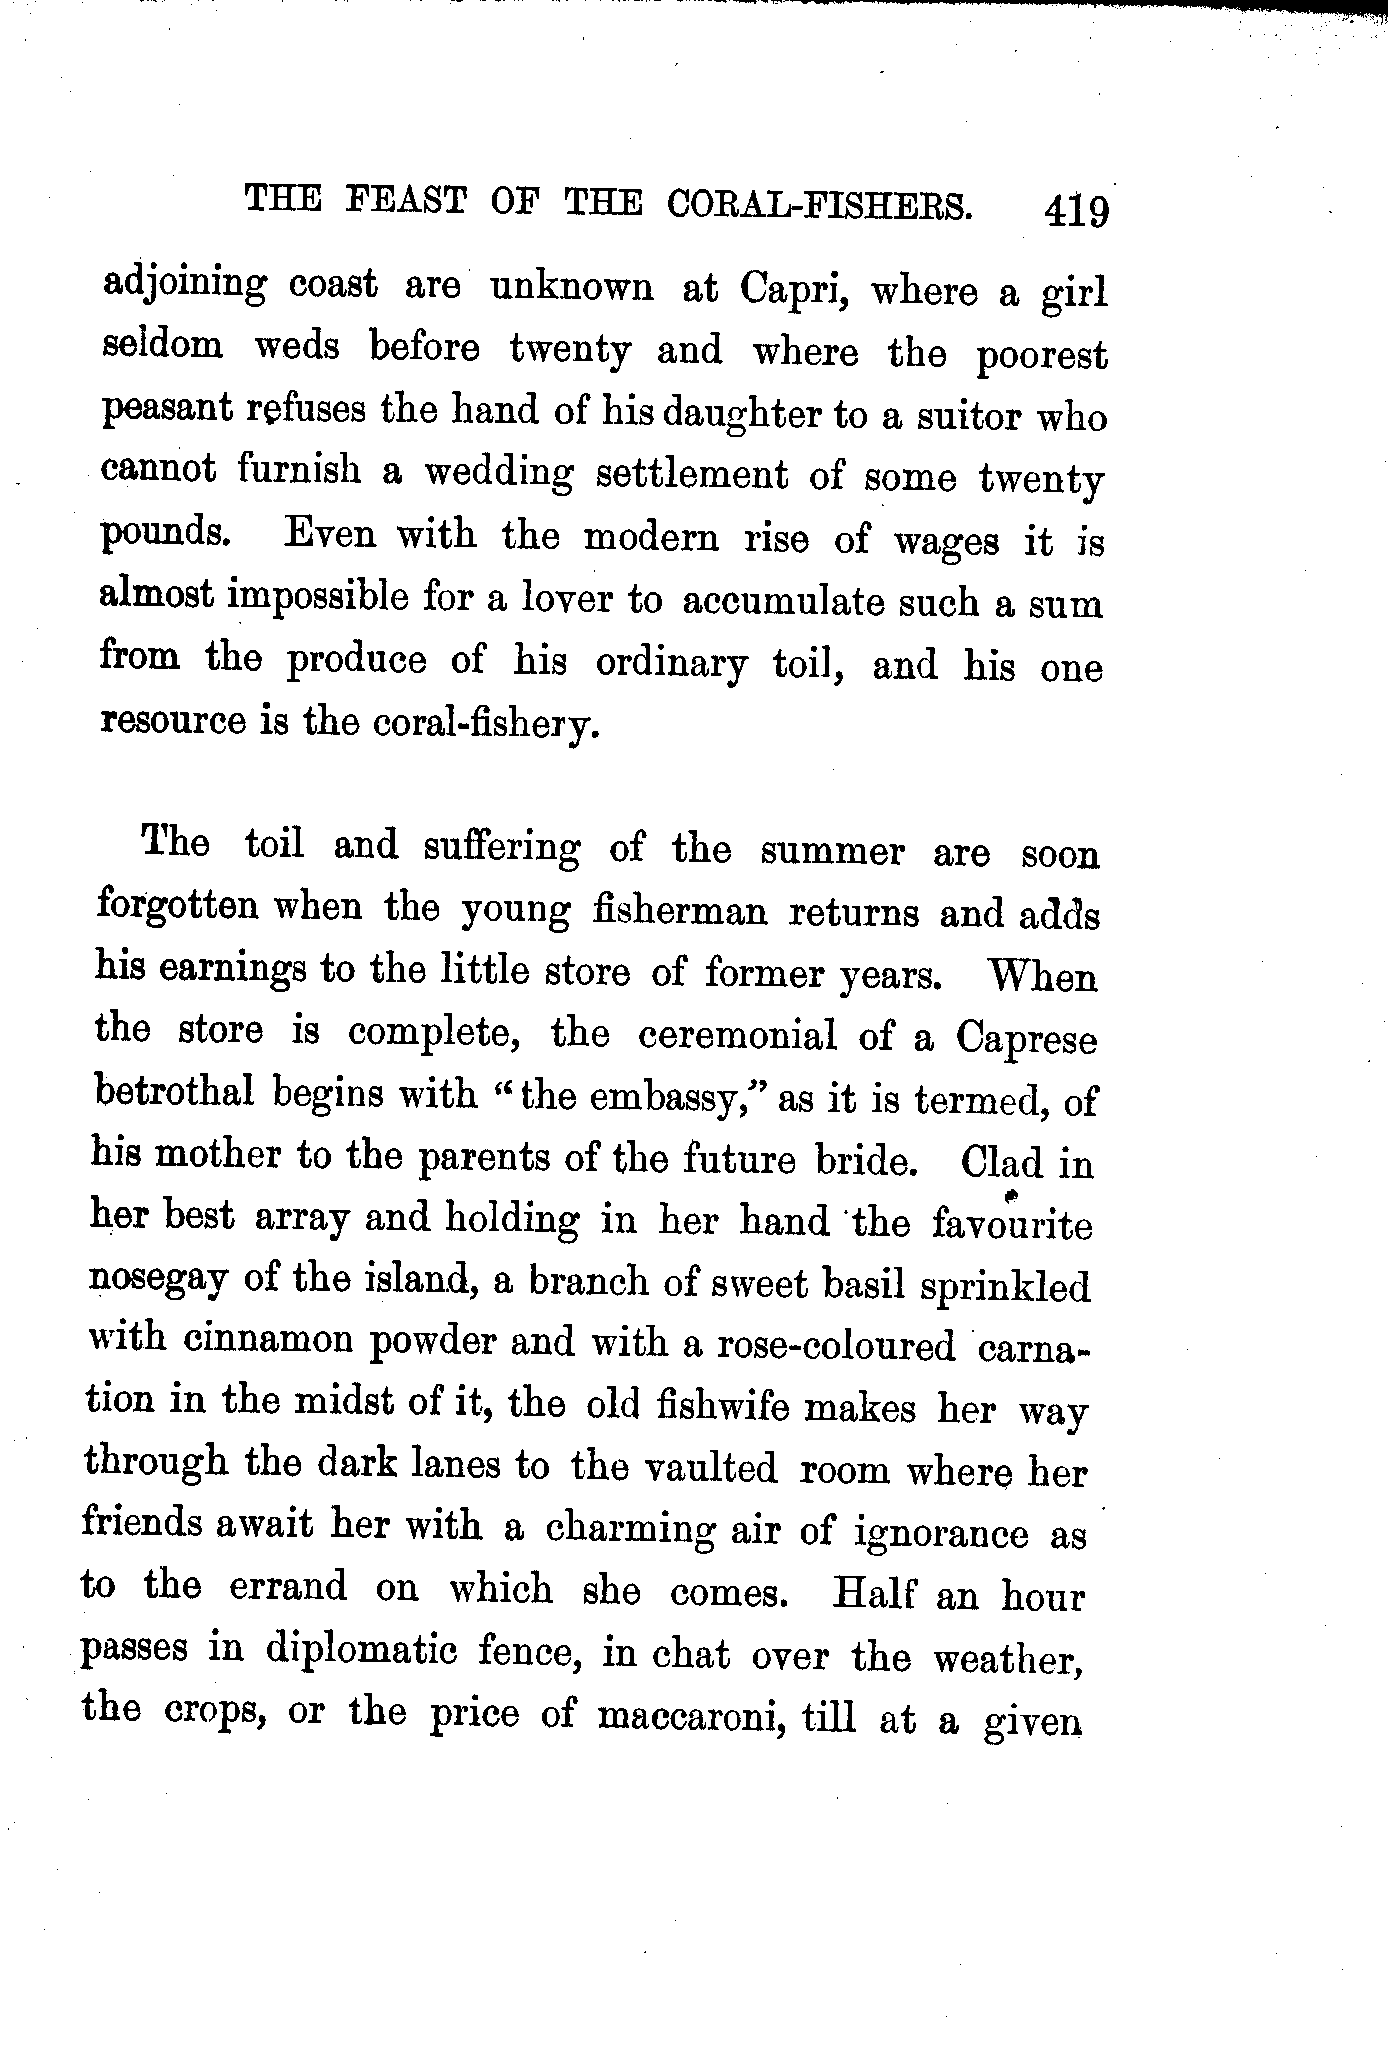 THE FEAST OF THE CORAL-FISHERS. 419
adjoining coast are unknown at Capri, where a girl
seldom weds before twenty and where the poorest
peasant refuses the hand of his daughter to a suitor who
cannot furnish a wedding settlement of some twenty
pounds. Even with the modern rise of wages it is
almost impossible for a lover to accumulate such a sum
from the produce of his ordinary toil, and his one
resource is the coral-fishery.
The toil and suffering of the summer are soon
forgotten when the young fisherman returns and adds
his earnings to the little store of former years. When
the store is complete, the ceremonial of a Caprese
betrothal begins with “the embassy,” as it is termed, of
his mother to the parents of the future bride. Clad in
her best array and holding in her hand the favourite
nosegay of the island, a branch of sweet basil sprinkled
with cinnamon powder and with a rose-coloured carna-
tion in the midst of it, the old fishwife makes her way
through the dark lanes to the vaulted room where her
friends await her with a charming air of ignorance as
to the errand on which she comes. Half an hour
passes in diplomatic fence, in chat over the weather,
the crops, or the price of maccaroni, till at a given